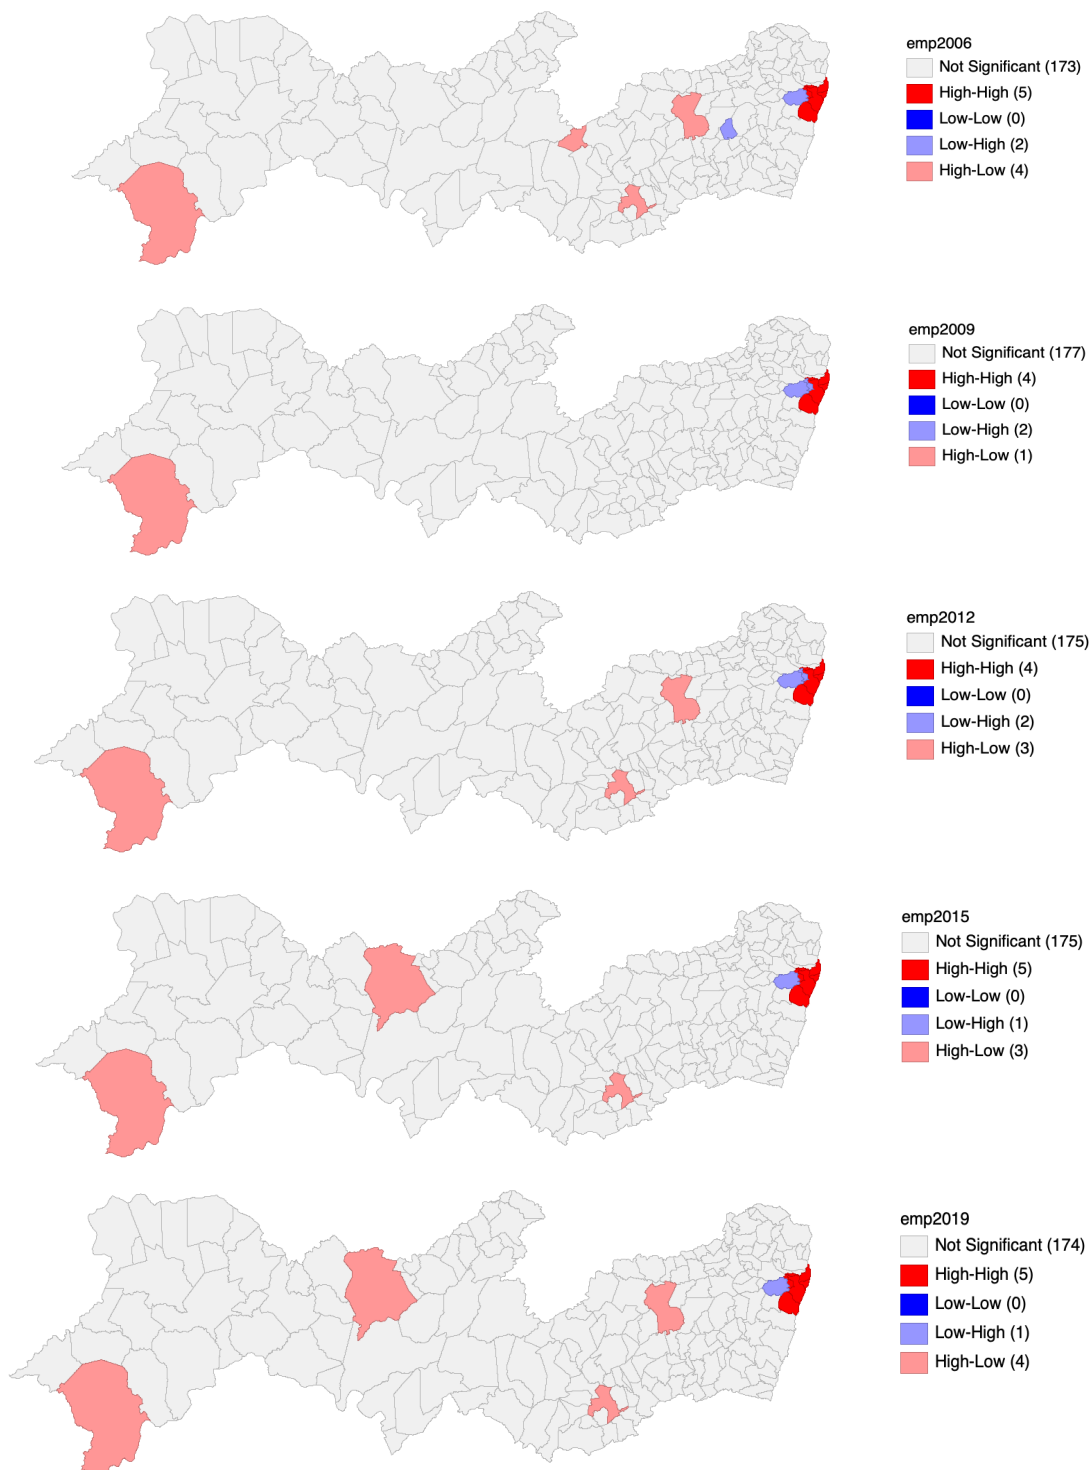 emp2006
Not Significant (173)
High-High (5)
Low-Low (0)
Low-High (2)
High-Low (4)
emp2009
Not Significant (177)
High-High (4)
Low-Low (0)
Low-High (2)
High-Low (1)
emp2012
Not Significant (175)
High-High (4)
Low-Low (0)
Low-High (2)
High-Low (3)
emp2015
Not Significant (175)
High-High (5)
Low-Low (0)
Low-High (1)
High-Low (3)
emp2019
Not Significant (174)
High-High (5)
Low-Low (0)
Low-High (1)
High-Low (4)